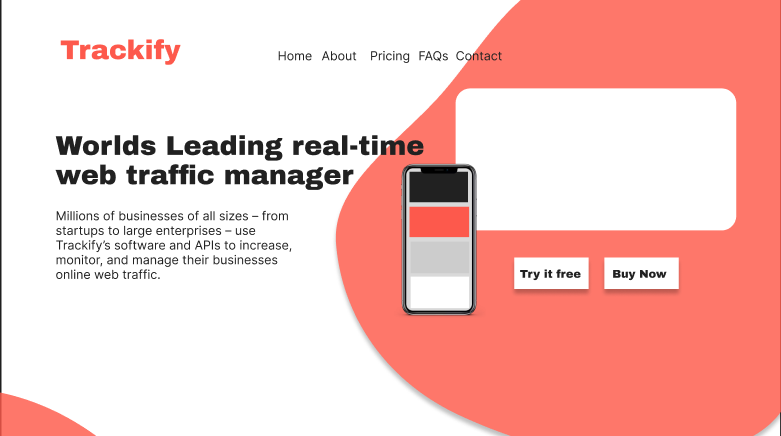 Trackify
Home About Pricing FAQs Contact
Worlds Leading real-time
web traffic manager
Millions of businesses of all sizes – from
startups to large enterprises – use
Trackify’s software and APIs to increase,
monitor, and manage their businesses
online web traffic.
Try it free Buy Now